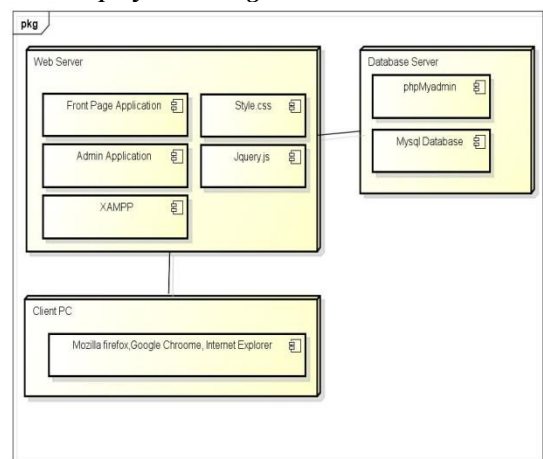 pkg
Web Server
Front Page Application
Style.css
Admin Application
Jquery.js
XAMPP
Database Server
phpMyadmin
Mysql Database
Client PC
Mozilla firefox,Google Chroome, Internet Explorer